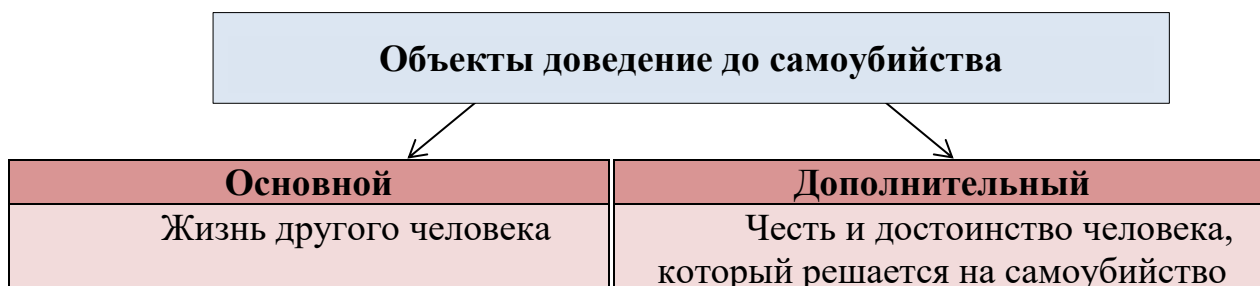 Объекты доведение до самоубийства
Основной
Дополнительный
Жизнь другого человека
Честь и достоинство человека,
который решается на самоубийство